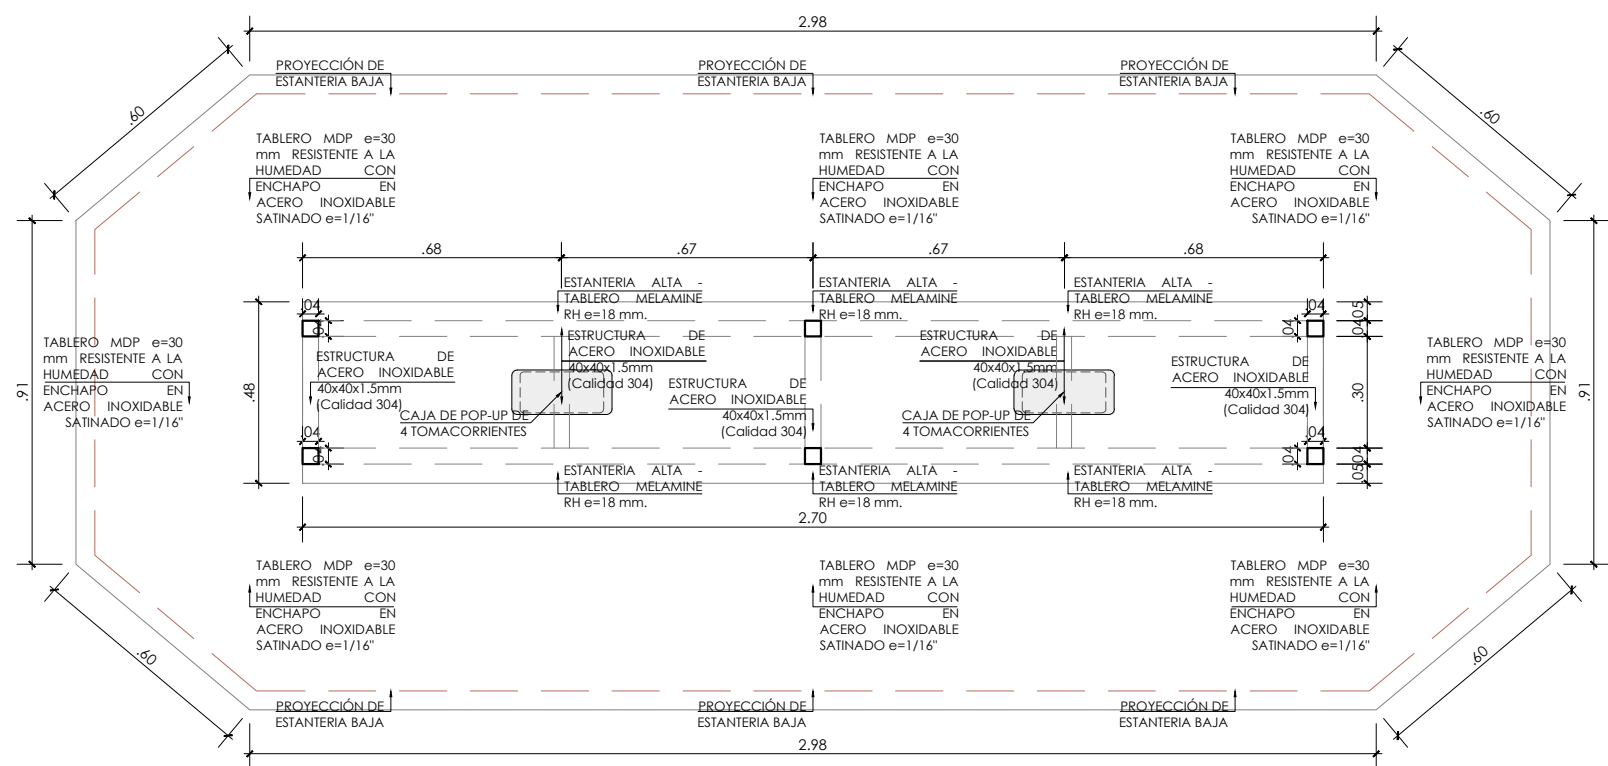 2.98
PROYECCIÓN DE
ESTANTERIA BAJA
PROYECCIÓN DE
ESTANTERIA BAJA
PROYECCIÓN DE
ESTANTERIA BAJA
.60
.60
TABLERO MDP e=30
mm RESISTENTE A LA
HUMEDAD CON
ENCHAPO EN
ACERO INOXIDABLE
SATINADO e=1/16"
TABLERO MDP e=30
mm RESISTENTE A LA
HUMEDAD CON
ENCHAPO EN
ACERO INOXIDABLE
SATINADO e=1/16"
TABLERO MDP e=30
mm RESISTENTE A LA
HUMEDAD CON
ENCHAPO EN
ACERO INOXIDABLE
SATINADO e=1/16"
.68
.67
.67
.68
ESTANTERIA ALTA -
TABLERO MELAMINE
RH e=18 mm.
ESTANTERIA ALTA -
TABLERO MELAMINE
RH e=18 mm.
ESTANTERIA ALTA -
TABLERO MELAMINE
RH e=18 mm.
.04
.04
.04
.04
.05
.04
.30
.04
.05
TABLERO MDP e=30
mm RESISTENTE A LA
HUMEDAD CON
ENCHAPO EN
ACERO INOXIDABLE
SATINADO e=1/16"
.91
.48
ESTRUCTURA DE
ACERO INOXIDABLE
40x40x1.5mm
(Calidad 304)
ESTRUCTURA DE
ACERO INOXIDABLE
40x40x1.5mm
(Calidad 304)
ESTRUCTURA DE
ACERO INOXIDABLE
40x40x1.5mm
(Calidad 304)
ESTRUCTURA DE
ACERO INOXIDABLE
40x40x1.5mm
(Calidad 304)
ESTRUCTURA DE
ACERO INOXIDABLE
40x40x1.5mm
(Calidad 304)
CAJA DE POP-UP DE
4 TOMACORRIENTES
CAJA DE POP-UP DE
4 TOMACORRIENTES
TABLERO MDP e=30
mm RESISTENTE A LA
HUMEDAD CON
ENCHAPO EN
ACERO INOXIDABLE
SATINADO e=1/16"
.91
.04
.04
.04
.04
ESTANTERIA ALTA -
TABLERO MELAMINE
RH e=18 mm.
ESTANTERIA ALTA -
TABLERO MELAMINE
RH e=18 mm.
ESTANTERIA ALTA -
TABLERO MELAMINE
RH e=18 mm.
2.70
TABLERO MDP e=30
mm RESISTENTE A LA
HUMEDAD CON
ENCHAPO EN
ACERO INOXIDABLE
SATINADO e=1/16"
TABLERO MDP e=30
mm RESISTENTE A LA
HUMEDAD CON
ENCHAPO EN
ACERO INOXIDABLE
SATINADO e=1/16"
TABLERO MDP e=30
mm RESISTENTE A LA
HUMEDAD CON
ENCHAPO EN
ACERO INOXIDABLE
SATINADO e=1/16"
.60
.60
PROYECCIÓN DE
ESTANTERIA BAJA
PROYECCIÓN DE
ESTANTERIA BAJA
PROYECCIÓN DE
ESTANTERIA BAJA
2.98